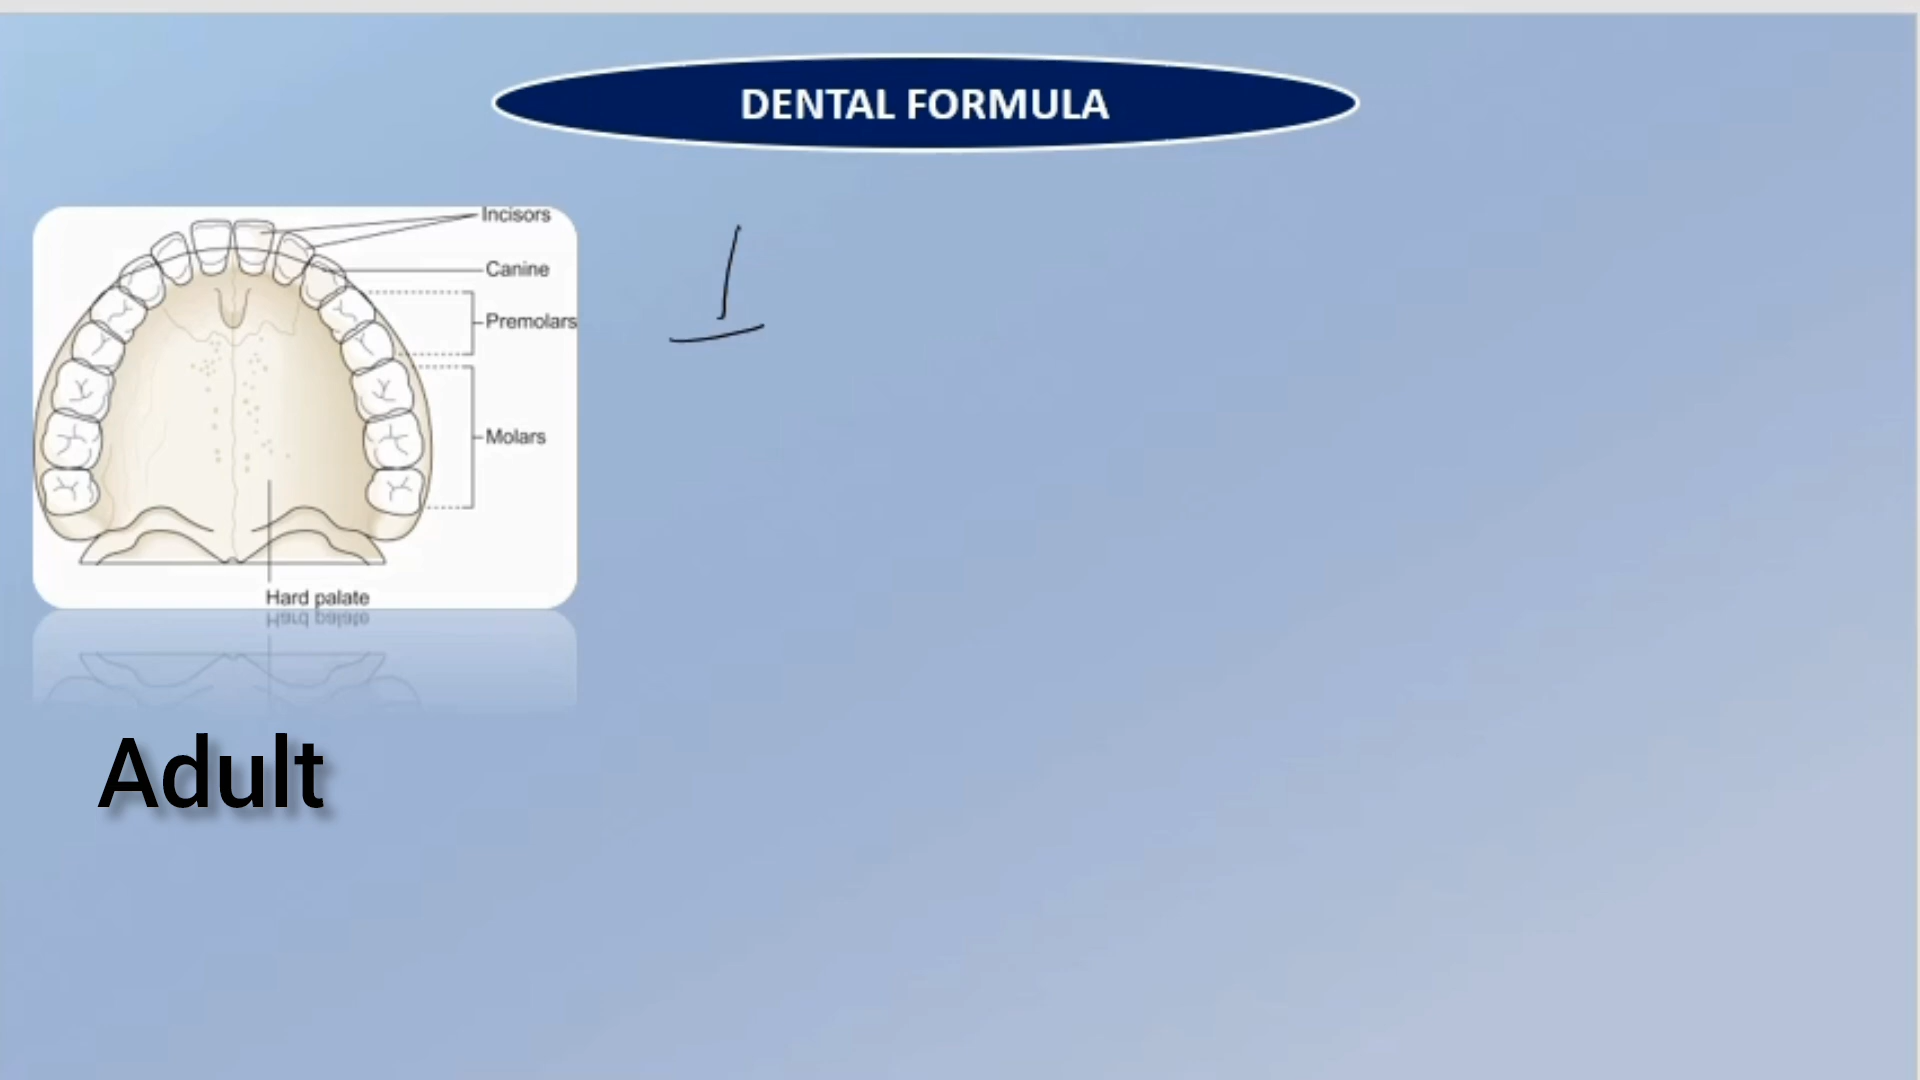 DENTAL FORMULA
Incisors
Canine
Premolars
Molars
Hard palate
Adult